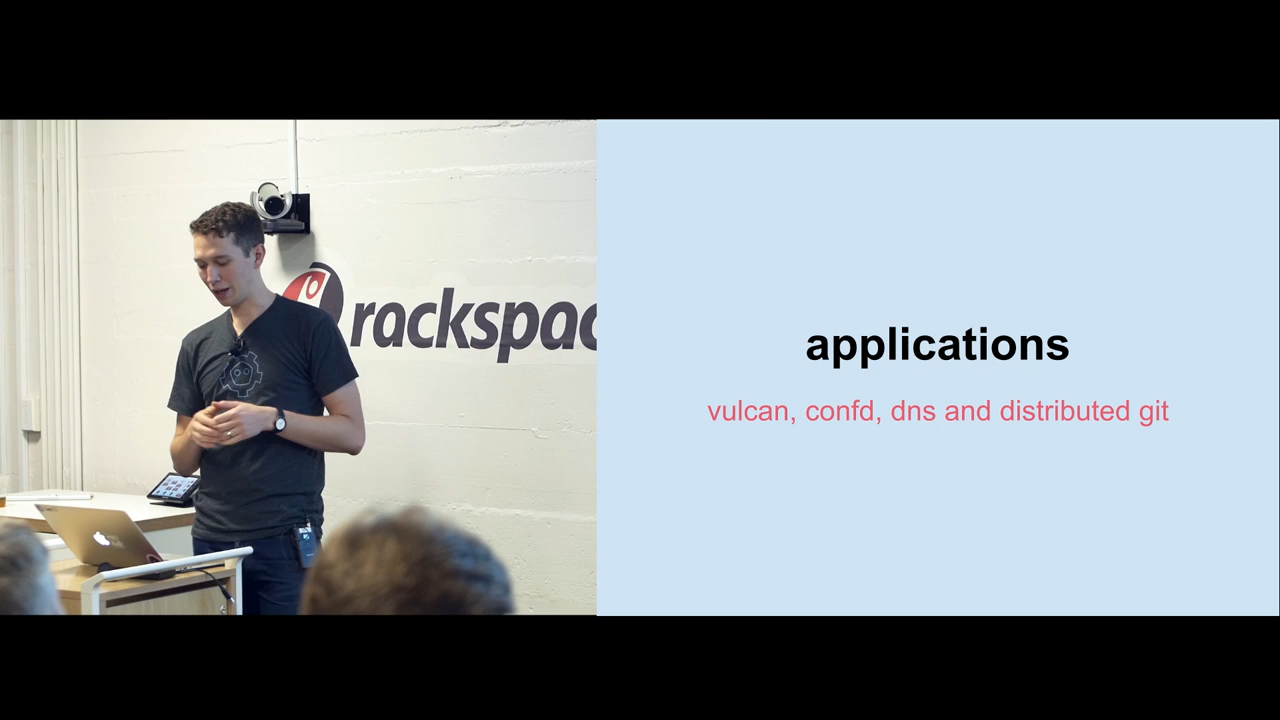 rackspac
applications
vulcan, confd, dns and distributed git